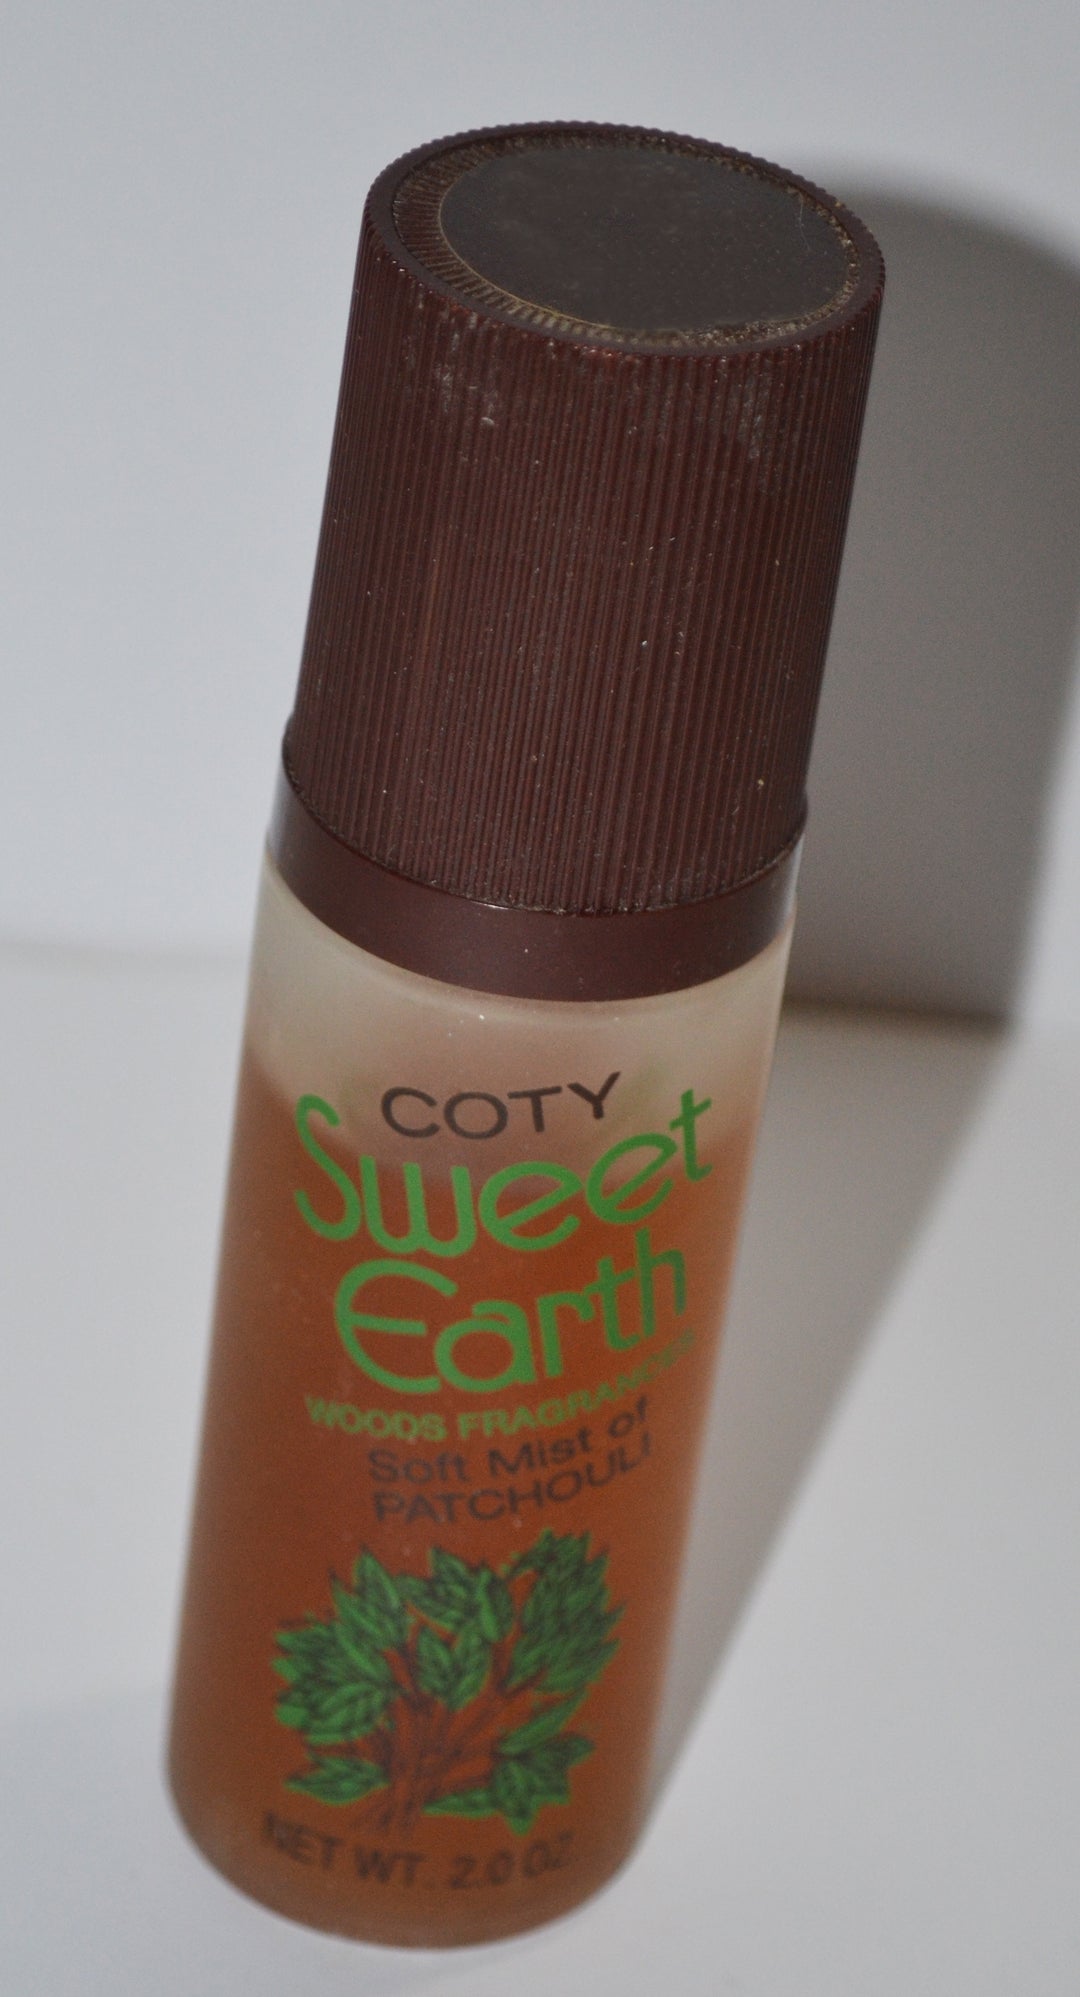 COTY
Sweet
Earth
WOODS FRAGRANCES
Soft Mist of
PATCHOULI
NET WT. 2.0 OZ